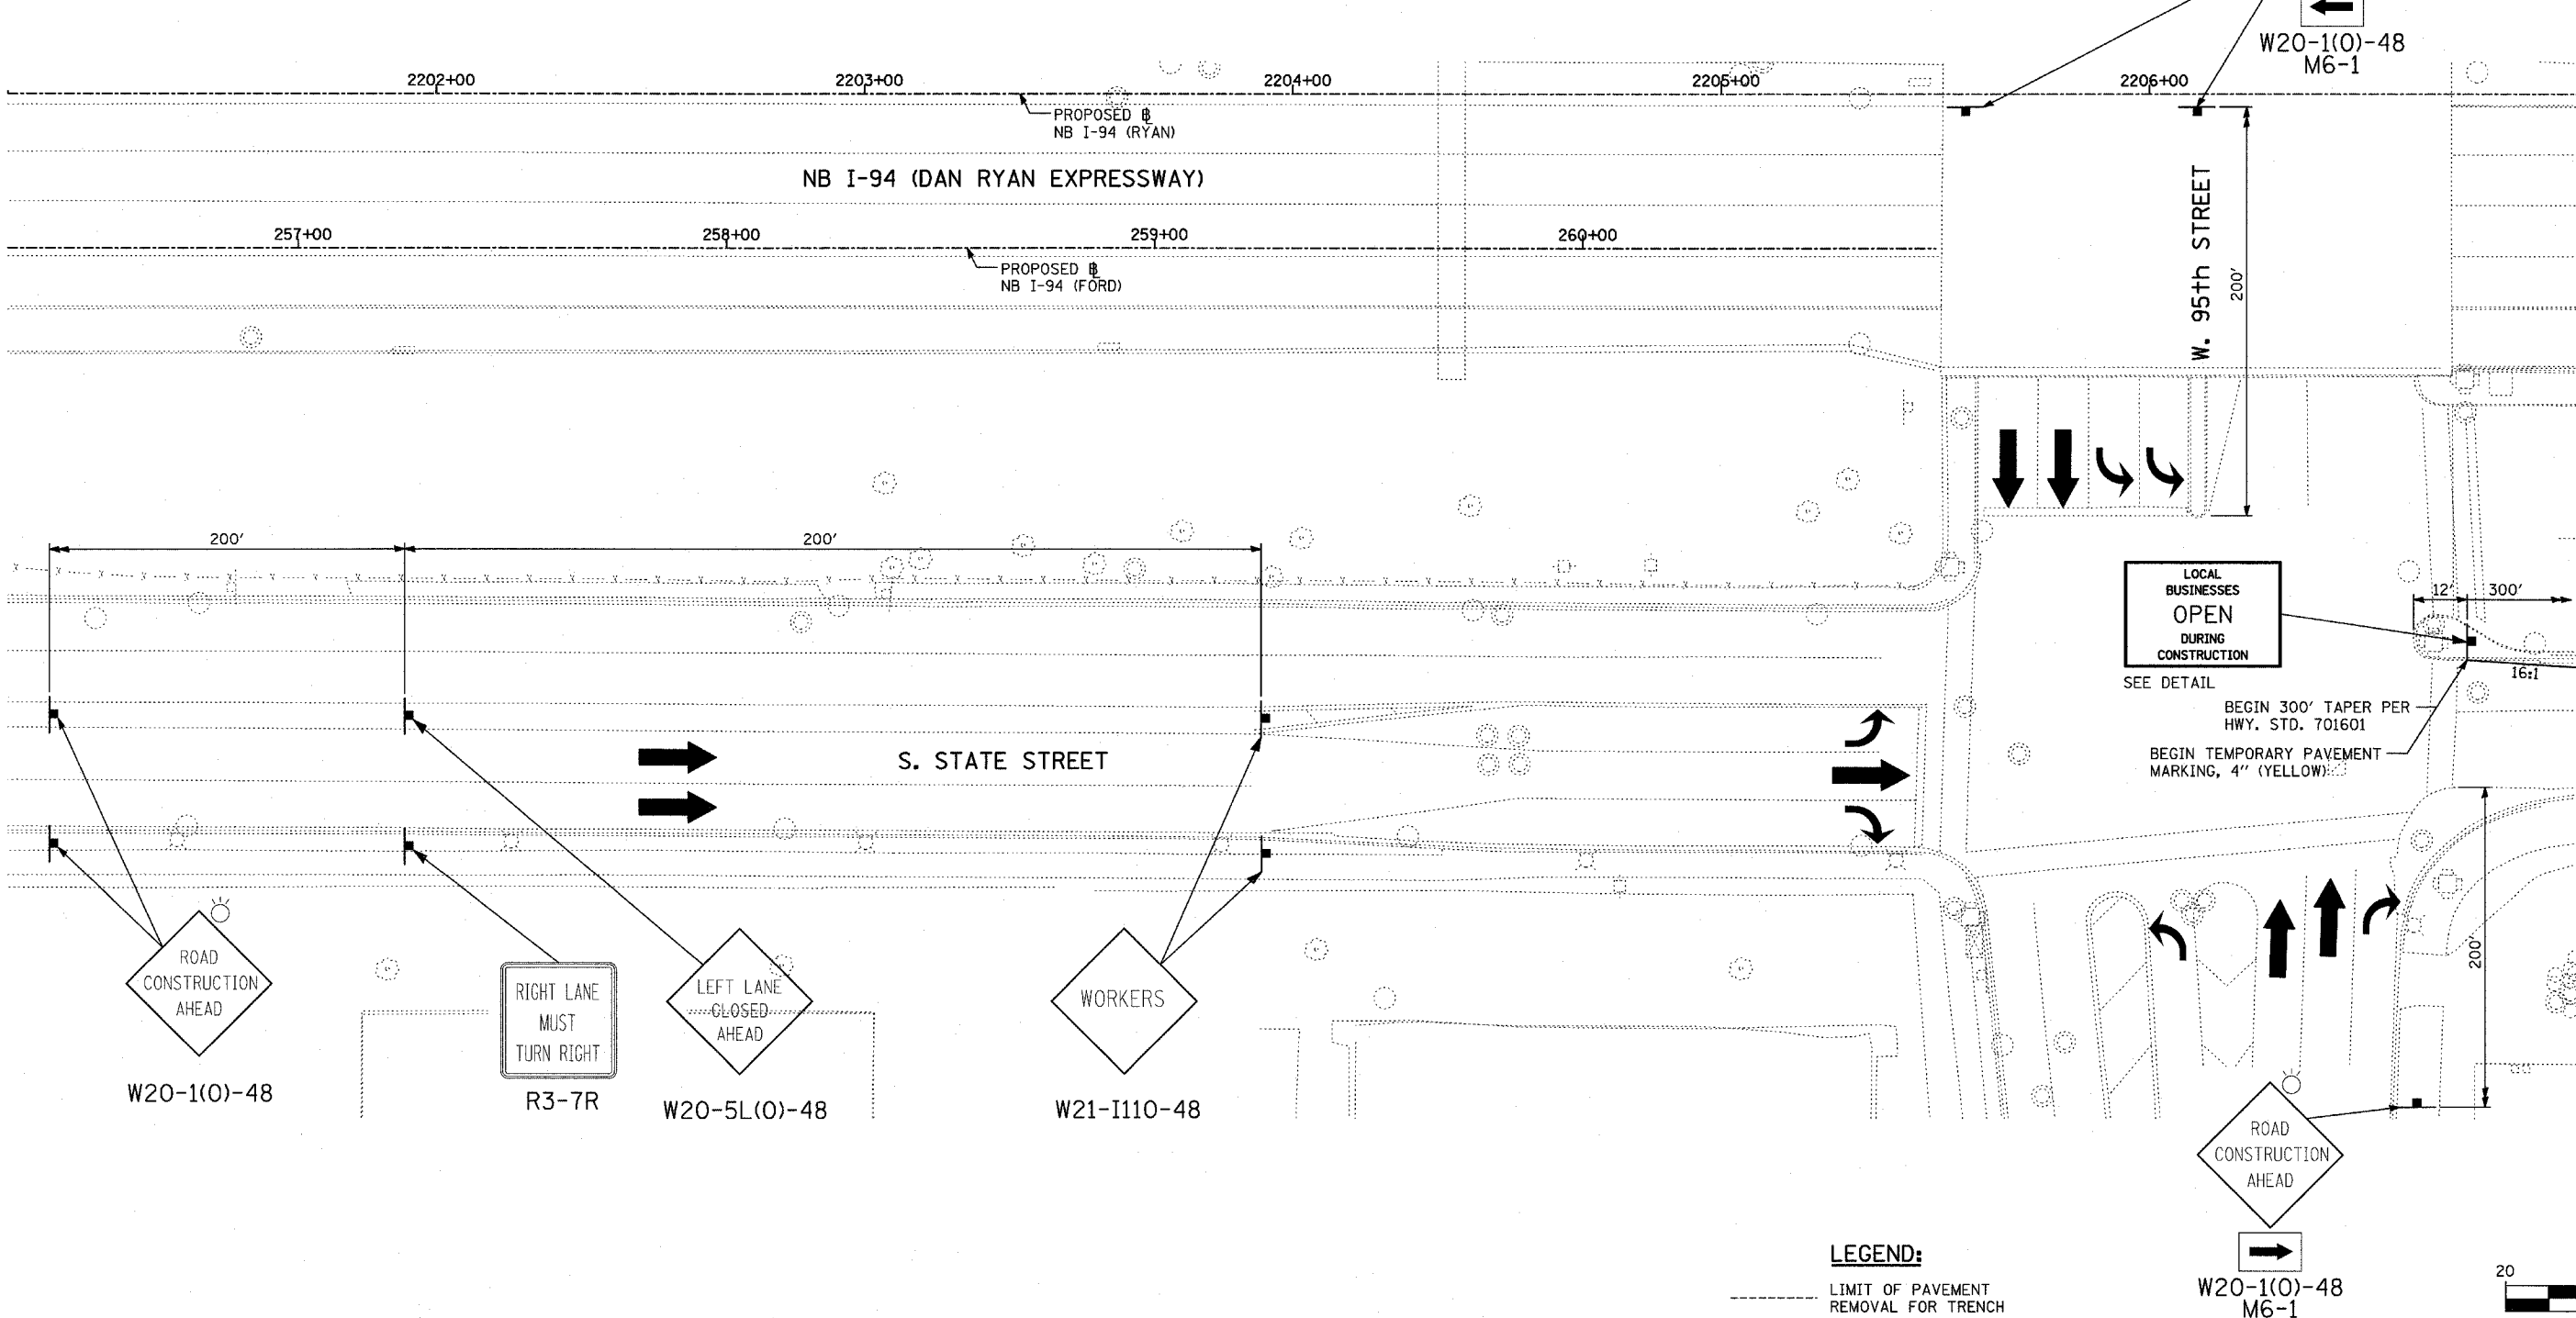 W20-1(O)-48
M6-1
2202+00
2203+00
2204+00
2205+00
2206+00
PROPOSED ℄
NB I-94 (RYAN)
NB I-94 (DAN RYAN EXPRESSWAY)
W. 95th STREET
200'
257+00
258+00
259+00
260+00
PROPOSED ℄
NB I-94 (FORD)
200'
200'
LOCAL
BUSINESSES
OPEN
DURING
CONSTRUCTION
SEE DETAIL
12'
300'
16:1
BEGIN 300' TAPER PER
HWY. STD. 701601
BEGIN TEMPORARY PAVEMENT
MARKING, 4" (YELLOW)
S. STATE STREET
200'
ROAD
CONSTRUCTION
AHEAD
W20-1(O)-48
RIGHT LANE
MUST
TURN RIGHT
R3-7R
LEFT LANE
CLOSED
AHEAD
W20-5L(O)-48
WORKERS
W21-I110-48
ROAD
CONSTRUCTION
AHEAD
W20-1(O)-48
M6-1
LEGEND:
LIMIT OF PAVEMENT
REMOVAL FOR TRENCH
20